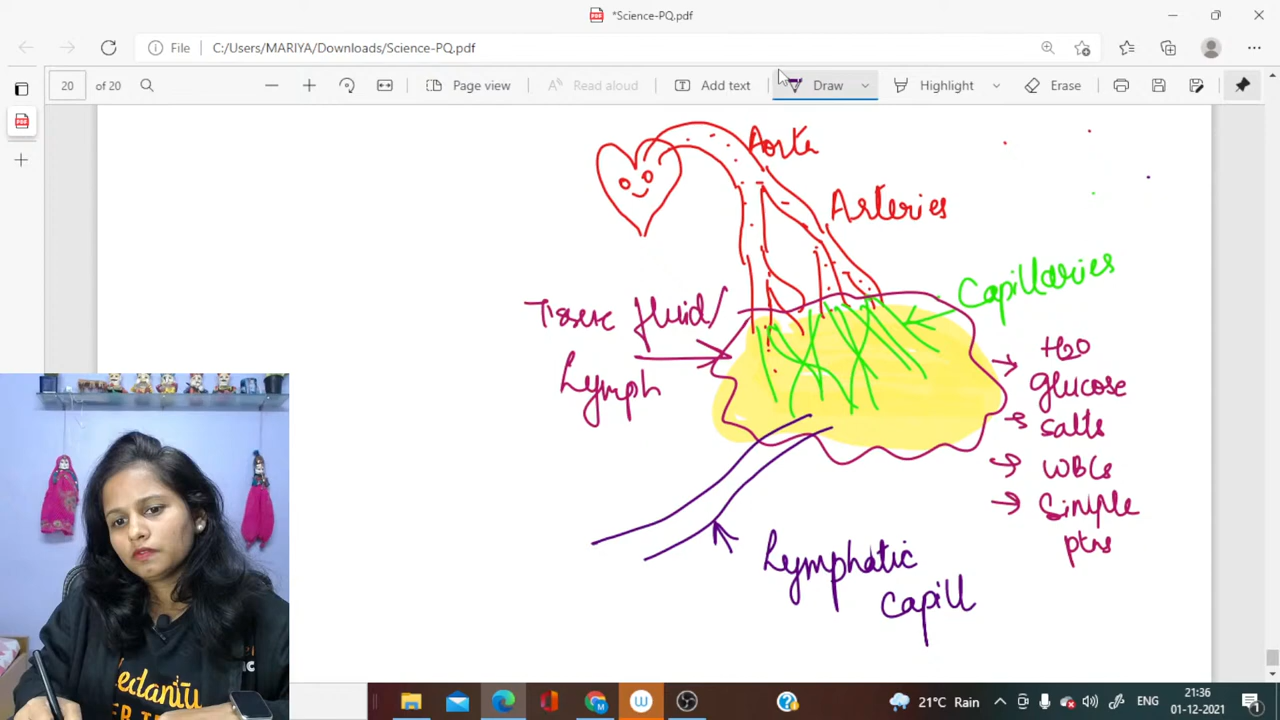 *Science-PQ.pdf
File C:/Users/MARIYA/Downloads/Science-PQ.pdf
20 of 20 Page view Read aloud Add text Draw Highlight Erase
Aorta
Arteries
Capillaries
Tissue fluid/
Lymph
H2O
glucose
salts
WBCs
Simple
ptns
Lymphatic
Capill
Vedantu
21°C Rain ENG 21:36
01-12-2021